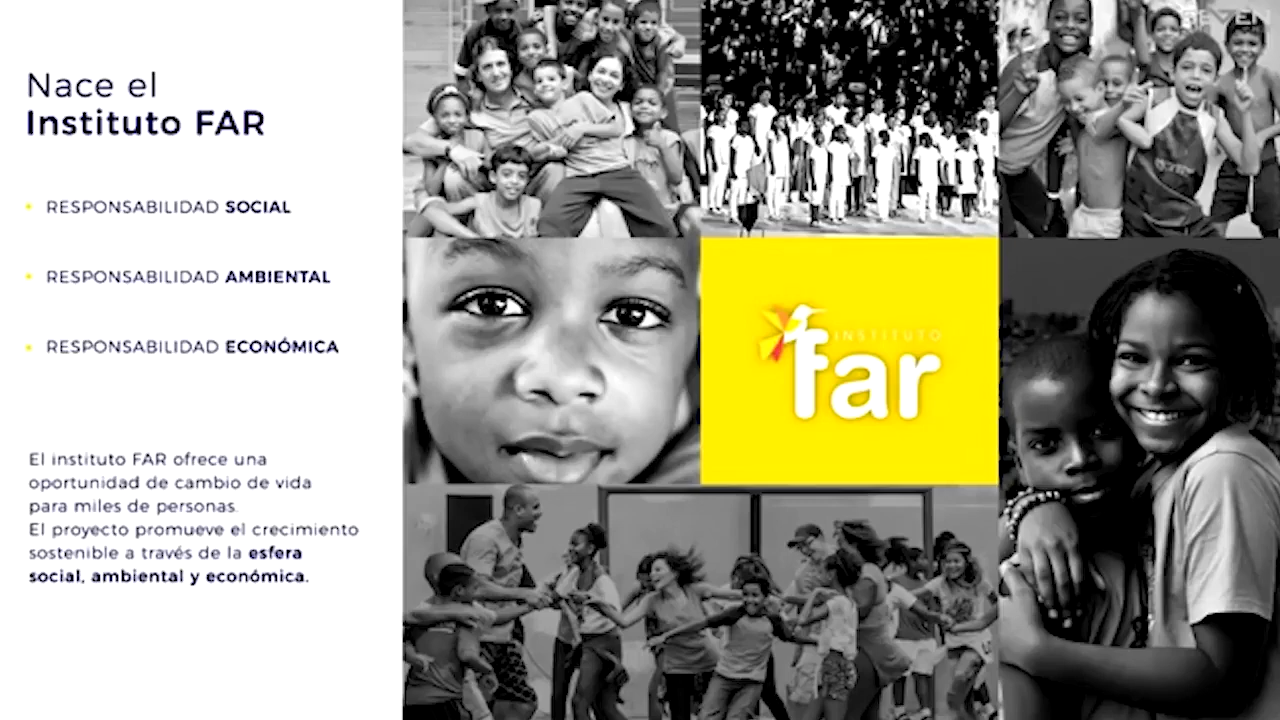 Nace el
Instituto FAR
RESPONSABILIDAD SOCIAL
RESPONSABILIDAD AMBIENTAL
RESPONSABILIDAD ECONÓMICA
El instituto FAR ofrece una
oportunidad de cambio de vida
para miles de personas.
El proyecto promueve el crecimiento
sostenible a través de la esfera
social, ambiental y económica.
INSTITUTO
far